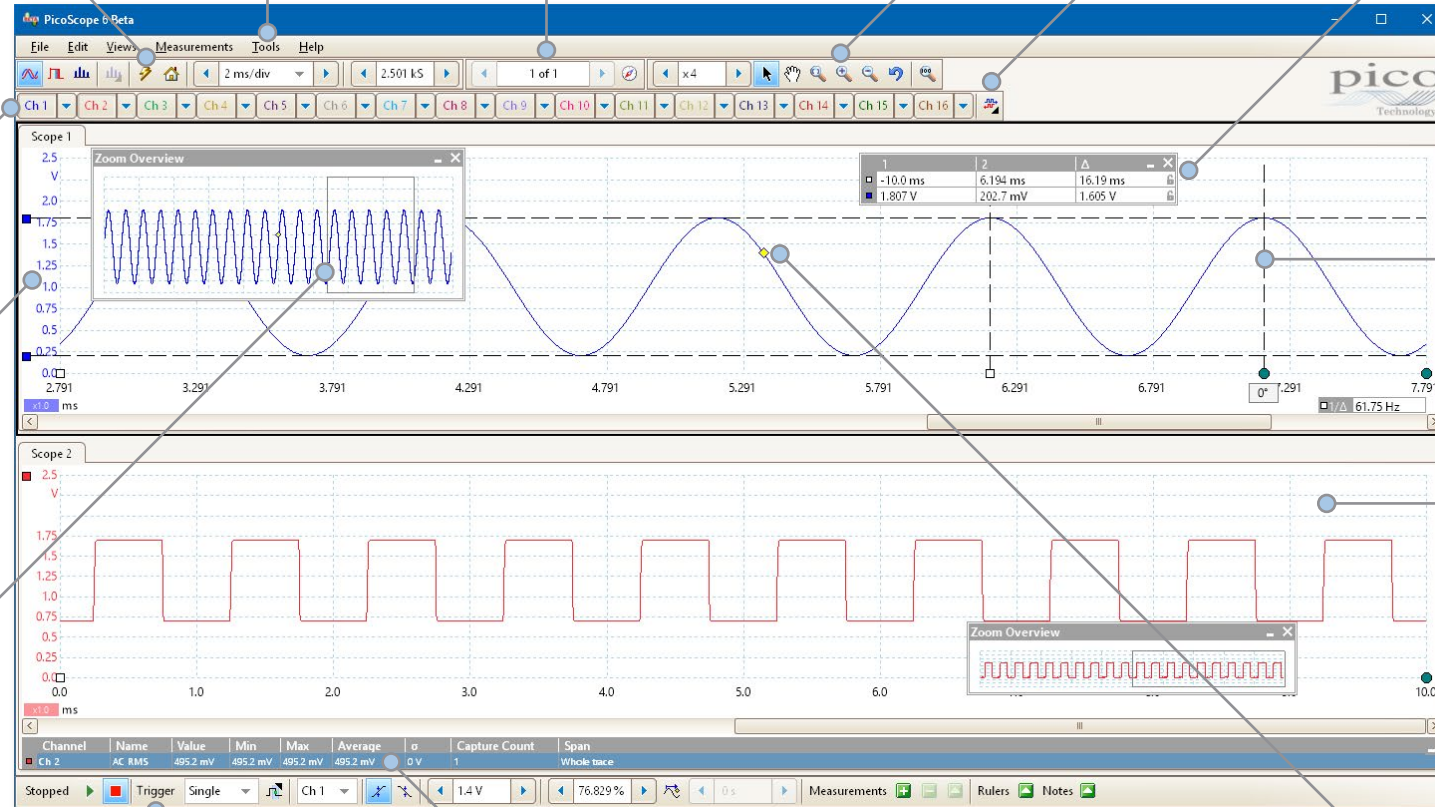 PicoScope 6 Beta
File Edit Views Measurements Tools Help
2 ms/div 2.501 kS 1 of 1 x4
pico
Technology
Ch 1 Ch 2 Ch 3 Ch 4 Ch 5 Ch 6 Ch 7 Ch 8 Ch 9 Ch 10 Ch 11 Ch 12 Ch 13 Ch 14 Ch 15 Ch 16
Scope 1
Zoom Overview
1 2 Δ
-10.0 ms 6.194 ms 16.19 ms
1.807 V 202.7 mV 1.605 V
2.5
V
2.0
1.75
1.5
1.25
1.0
0.75
0.5
0.25
0.0
2.791 3.291 3.791 4.291 4.791 5.291 5.791 6.291 6.791 7.291 7.791
0°
x1.0 ms
1/Δ 61.75 Hz
Scope 2
2.5
V
1.75
1.5
1.25
1.0
0.75
0.5
0.25
0.0
Zoom Overview
0.0 1.0 2.0 3.0 4.0 5.0 6.0 10.0
x1.0 ms
Channel Name Value Min Max Average σ Capture Count Span
Ch 2 AC RMS 495.2 mV 495.2 mV 495.2 mV 495.2 mV 0 V 1 Whole trace
Stopped Trigger Single Ch 1 1.4 V 76.829 % 0 s Measurements Rulers Notes